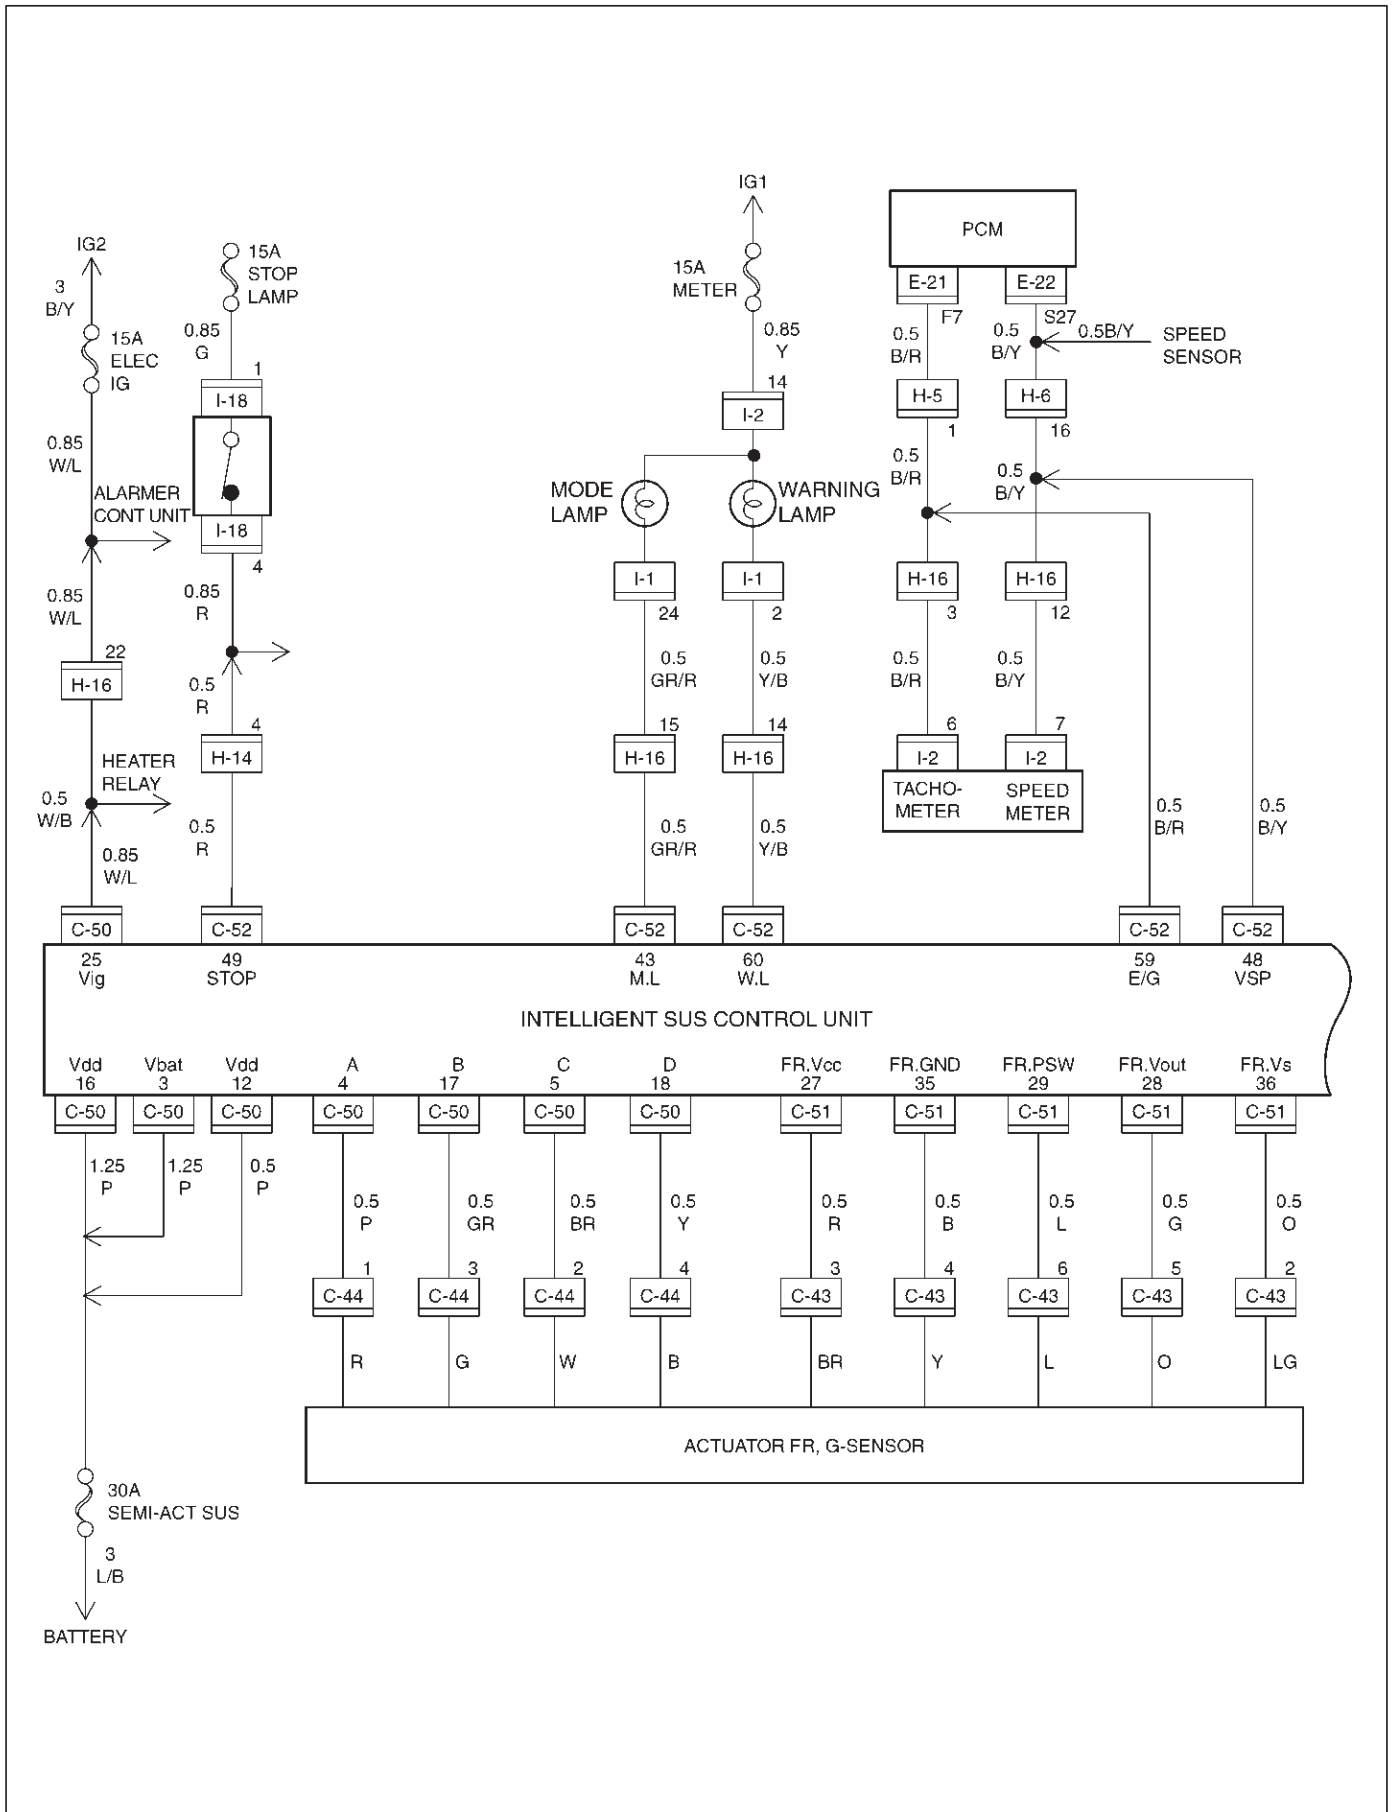 IG1
PCM
IG2
3
B/Y
15A
STOP
LAMP
15A
METER
E-21
E-22
F7
S27
15A
ELEC
IG
0.85
G
0.85
Y
0.5
B/R
0.5
B/Y
0.5B/Y
SPEED
SENSOR
1
I-18
14
I-2
H-5
H-6
1
16
0.85
W/L
0.5
B/R
0.5
B/Y
ALARMER
CONT UNIT
MODE
LAMP
WARNING
LAMP
I-18
4
I-1
I-1
H-16
H-16
24
2
3
12
0.85
W/L
0.85
R
22
H-16
0.5
R
0.5
GR/R
0.5
Y/B
0.5
B/R
0.5
B/Y
4
H-14
15
H-16
14
H-16
6
I-2
7
I-2
HEATER
RELAY
TACHO-
METER
SPEED
METER
0.5
W/B
0.5
R
0.5
GR/R
0.5
Y/B
0.5
B/R
0.5
B/Y
0.85
W/L
C-50
C-52
C-52
C-52
C-52
C-52
25
Vig
49
STOP
43
M.L
60
W.L
59
E/G
48
VSP
INTELLIGENT SUS CONTROL UNIT
Vdd
16
Vbat
3
Vdd
12
A
4
B
17
C
5
D
18
FR.Vcc
27
FR.GND
35
FR.PSW
29
FR.Vout
28
FR.Vs
36
C-50
C-50
C-50
C-50
C-50
C-50
C-50
C-51
C-51
C-51
C-51
C-51
1.25
P
1.25
P
0.5
P
0.5
P
0.5
GR
0.5
BR
0.5
Y
0.5
R
0.5
B
0.5
L
0.5
G
0.5
O
1
3
2
4
3
4
6
5
2
C-44
C-44
C-44
C-44
C-43
C-43
C-43
C-43
C-43
R
G
W
B
BR
Y
L
O
LG
ACTUATOR FR, G-SENSOR
30A
SEMI-ACT SUS
3
L/B
BATTERY